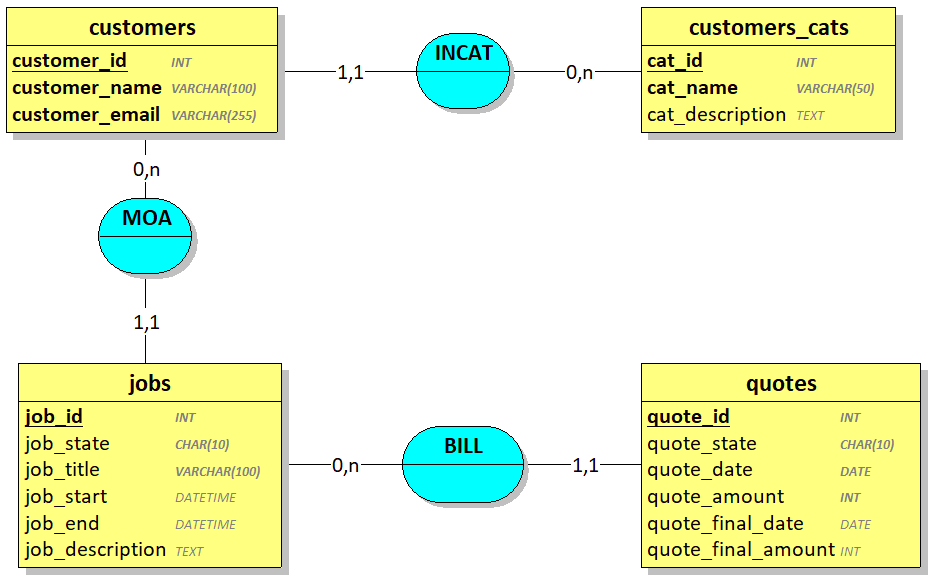 customers
customer_id INT
customer_name VARCHAR(100)
customer_email VARCHAR(255)
1,1
INCAT
0,n
customers_cats
cat_id INT
cat_name VARCHAR(50)
cat_description TEXT
0,n
MOA
1,1
jobs
job_id INT
job_state CHAR(10)
job_title VARCHAR(100)
job_start DATETIME
job_end DATETIME
job_description TEXT
0,n
BILL
1,1
quotes
quote_id INT
quote_state CHAR(10)
quote_date DATE
quote_amount INT
quote_final_date DATE
quote_final_amount INT